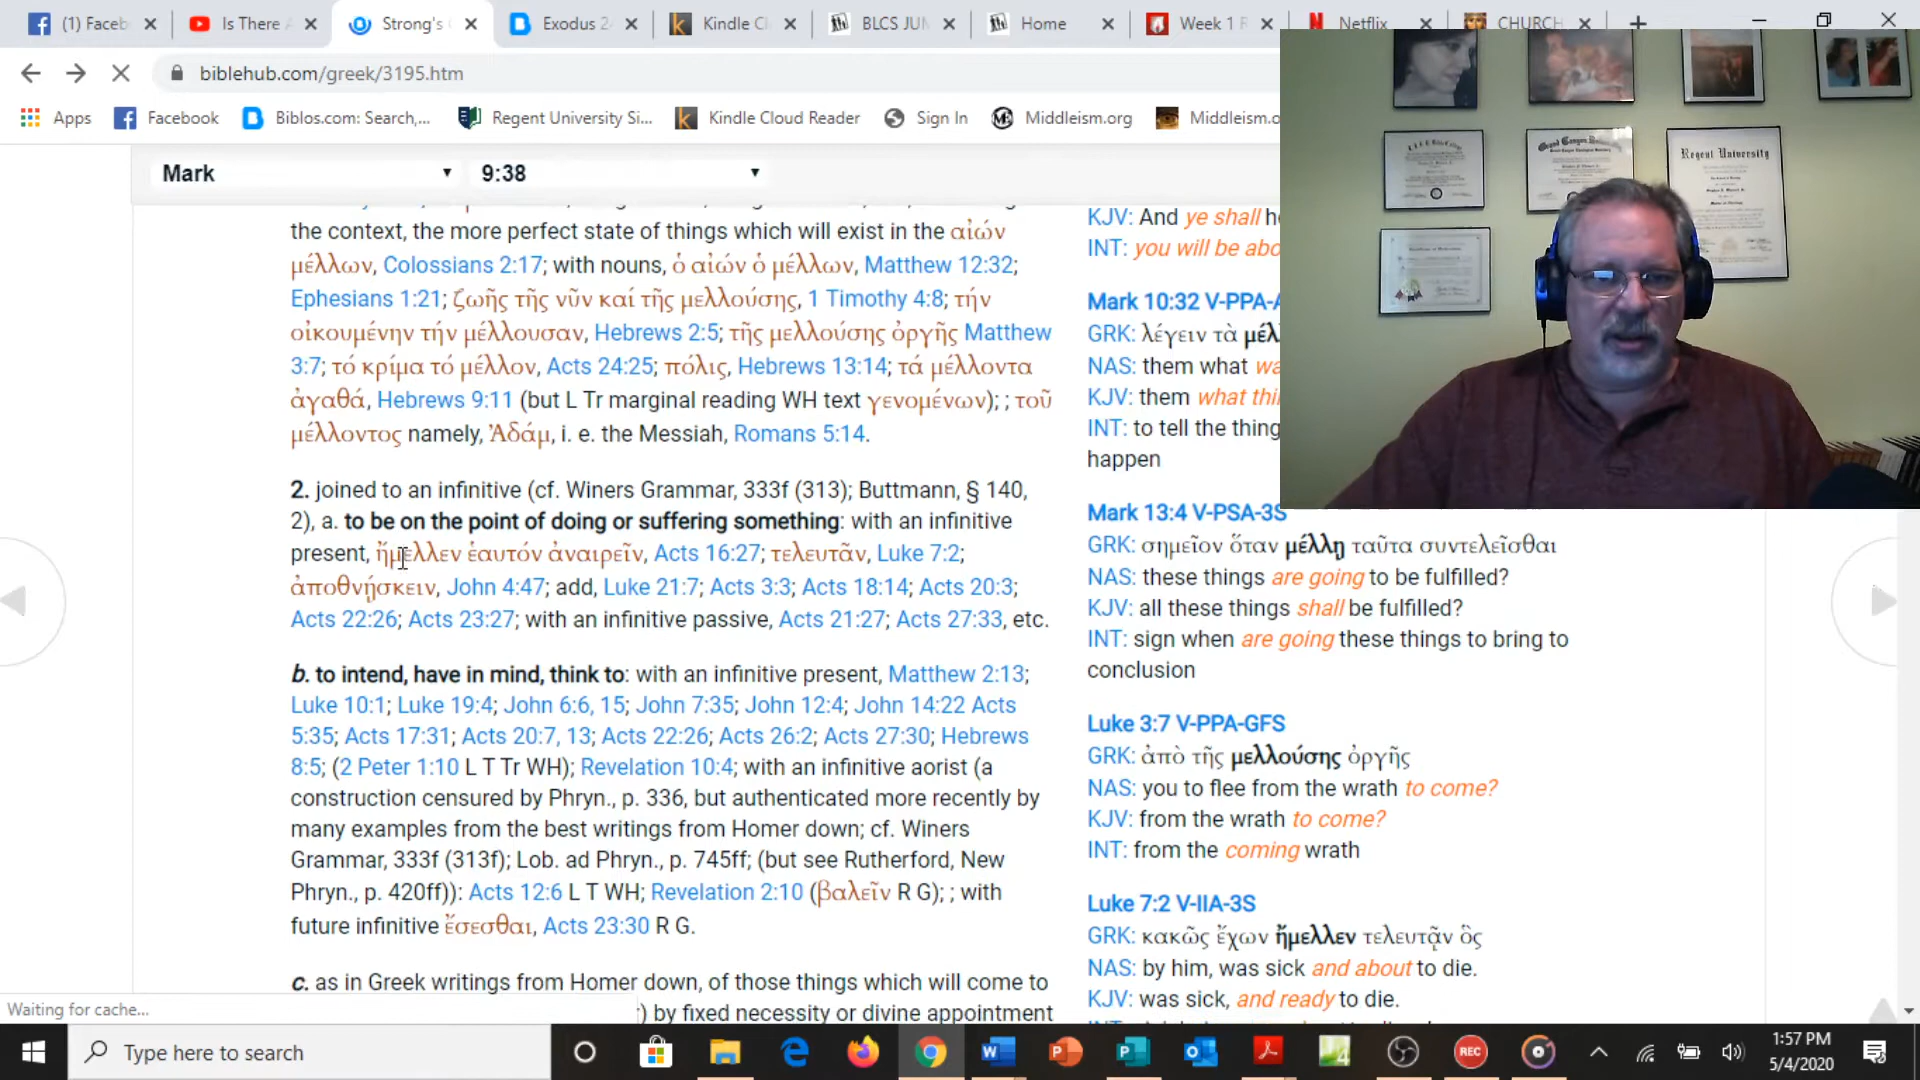 (1) Faceb
Is There
Strong's
Exodus 2
Kindle Cl
BLCS JUN
Home
Week 1 R
Netflix
CHURCH
biblehub.com/greek/3195.htm
Apps
Facebook
Biblos.com: Search,...
Regent University Si...
Kindle Cloud Reader
Sign In
Middleism.org
Middleism.o
Mark
9:38
the context, the more perfect state of things which will exist in the αἰών
μέλλων, Colossians 2:17; with nouns, ὁ αἰών ὁ μέλλων, Matthew 12:32;
Ephesians 1:21; ζωῆς τῆς νῦν καί τῆς μελλούσης, 1 Timothy 4:8; τήν
οἰκουμένην τήν μέλλουσαν, Hebrews 2:5; τῆς μελλούσης ὀργῆς Matthew
3:7; τό κρίμα τό μέλλον, Acts 24:25; πόλις, Hebrews 13:14; τά μέλλοντα
ἀγαθά, Hebrews 9:11 (but L Tr marginal reading WH text γενομένων); ; τοῦ
μέλλοντος namely, Ἀδάμ, i. e. the Messiah, Romans 5:14.
2. joined to an infinitive (cf. Winers Grammar, 333f (313); Buttmann, § 140,
2), a. to be on the point of doing or suffering something: with an infinitive
present, ἤμελλεν ἑαυτόν ἀναιρεῖν, Acts 16:27; τελευτᾶν, Luke 7:2;
ἀποθνῄσκειν, John 4:47; add, Luke 21:7; Acts 3:3; Acts 18:14; Acts 20:3;
Acts 22:26; Acts 23:27; with an infinitive passive, Acts 21:27; Acts 27:33, etc.
b. to intend, have in mind, think to: with an infinitive present, Matthew 2:13;
Luke 10:1; Luke 19:4; John 6:6, 15; John 7:35; John 12:4; John 14:22 Acts
5:35; Acts 17:31; Acts 20:7, 13; Acts 22:26; Acts 26:2; Acts 27:30; Hebrews
8:5; (2 Peter 1:10 L T Tr WH); Revelation 10:4; with an infinitive aorist (a
construction censured by Phryn., p. 336, but authenticated more recently by
many examples from the best writings from Homer down; cf. Winers
Grammar, 333f (313f); Lob. ad Phryn., p. 745ff; (but see Rutherford, New
Phryn., p. 420ff)): Acts 12:6 L T WH; Revelation 2:10 (βαλεῖν R G); ; with
future infinitive ἔσεσθαι, Acts 23:30 R G.
c. as in Greek writings from Homer down, of those things which will come to
) by fixed necessity or divine appointment
KJV: And ye shall he
INT: you will be abo
Mark 10:32 V-PPA-A
GRK: λέγειν τὰ μέλ
NAS: them what wa
KJV: them what thi
INT: to tell the thing
happen
Mark 13:4 V-PSA-3S
GRK: σημεῖον ὅταν μέλλῃ ταῦτα συντελεῖσθαι
NAS: these things are going to be fulfilled?
KJV: all these things shall be fulfilled?
INT: sign when are going these things to bring to
conclusion
Luke 3:7 V-PPA-GFS
GRK: ἀπὸ τῆς μελλούσης ὀργῆς
NAS: you to flee from the wrath to come?
KJV: from the wrath to come?
INT: from the coming wrath
Luke 7:2 V-IIA-3S
GRK: κακῶς ἔχων ἤμελλεν τελευτᾷν ὃς
NAS: by him, was sick and about to die.
KJV: was sick, and ready to die.
Regent University
Waiting for cache...
Type here to search
REC
1:57 PM
5/4/2020